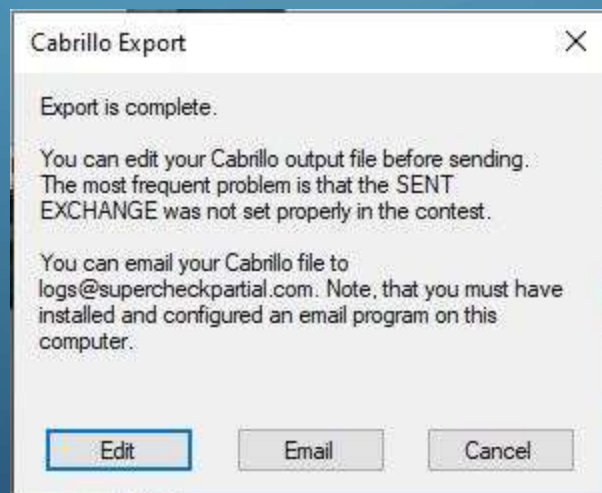 Cabrillo Export
Export is complete.
You can edit your Cabrillo output file before sending.
The most frequent problem is that the SENT
EXCHANGE was not set properly in the contest.
You can email your Cabrillo file to
logs@supercheckpartial.com. Note, that you must have
installed and configured an email program on this
computer.
Edit
Email
Cancel